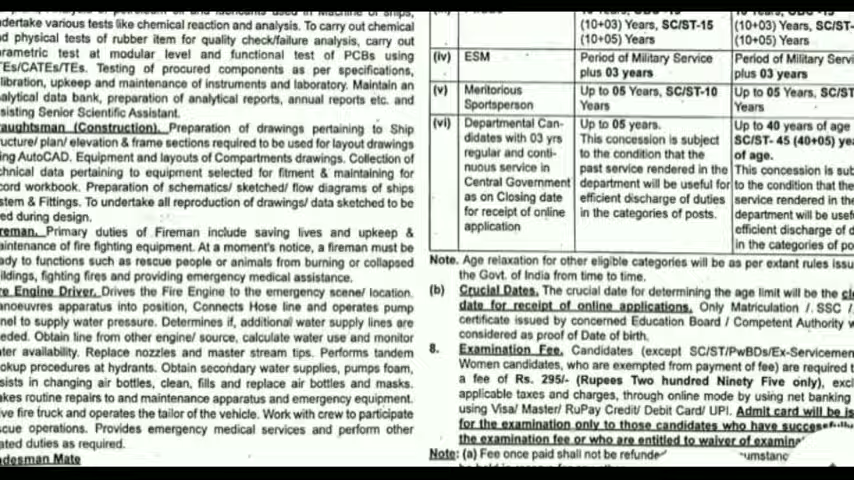 undertake various tests like chemical reaction and analysis. To carry out chemical
nd physical tests of rubber item for quality check/failure analysis, carry out
rametric test at modular level and functional test of PCBs using
TEs/CATEs/TEs. Testing of procured components as per specifications,
libration, upkeep and maintenance of instruments and laboratory. Maintain an
alytical data bank, preparation of analytical reports, annual reports etc. and
sisting Senior Scientific Assistant.
aughtsman (Construction). Preparation of drawings pertaining to Ship
ructure/ plan/ elevation & frame sections required to be used for layout drawings
ing AutoCAD. Equipment and layouts of Compartments drawings. Collection of
chnical data pertaining to equipment selected for fitment & maintaining for
cord workbook. Preparation of schematics/ sketched/ flow diagrams of ships
stem & Fittings. To undertake all reproduction of drawings/ data sketched to be
ed during design.
reman. Primary duties of Fireman include saving lives and upkeep &
aintenance of fire fighting equipment. At a moment's notice, a fireman must be
ady to functions such as rescue people or animals from burning or collapsed
ildings, fighting fires and providing emergency medical assistance.
re Engine Driver. Drives the Fire Engine to the emergency scene/ location.
anoeuvres apparatus into position, Connects Hose line and operates pump
nel to supply water pressure. Determines if, additional water supply lines are
eded. Obtain line from other engine/ source, calculate water use and monitor
ater availability. Replace nozzles and master stream tips. Performs tandem
okup procedures at hydrants. Obtain secondary water supplies, pumps foam,
sists in changing air bottles, clean, fills and replace air bottles and masks.
akes routine repairs to and maintenance apparatus and emergency equipment.
ive fire truck and operates the tailor of the vehicle. Work with crew to participate
scue operations. Provides emergency medical services and perform other
ated duties as required.
adesman Mate
(10+03) Years, SC/ST-15
(10+05) Years
(10+03) Years, SC/ST-
(10+05) Years
(iv) ESM
Period of Military Service
plus 03 years
Period of Military Servi
plus 03 years
(v) Meritorious
Sportsperson
Up to 05 Years, SC/ST-10
Years
Up to 05 Years, SC/ST
Years
(vi) Departmental Can-
didates with 03 yrs
regular and conti-
nuous service in
Central Government
as on Closing date
for receipt of online
application
Up to 05 years.
This concession is subject
to the condition that the
past service rendered in the
department will be useful for
efficient discharge of duties
in the categories of posts.
Up to 40 years of age
SC/ST- 45 (40+05) yea
of age.
This concession is sub
to the condition that the
service rendered in the
department will be usef
efficient discharge of d
in the categories of po
Note. Age relaxation for other eligible categories will be as per extant rules issu
the Govt. of India from time to time.
(b) Crucial Dates. The crucial date for determining the age limit will be the cl
date for receipt of online applications. Only Matriculation /. SSC /
certificate issued by concerned Education Board / Competent Authority w
considered as proof of Date of birth.
8. Examination Fee. Candidates (except SC/ST/PwBDs/Ex-Servicemen
Women candidates, who are exempted from payment of fee) are required t
a fee of Rs. 295/- (Rupees Two hundred Ninety Five only), excl
applicable taxes and charges, through online mode by using net banking
using Visa/ Master/ RuPay Credit/ Debit Card/ UPI. Admit card will be is
for the examination only to those candidates who have successfully
the examination fee or who are entitled to waiver of examina
Note: (a) Fee once paid shall not be refunde